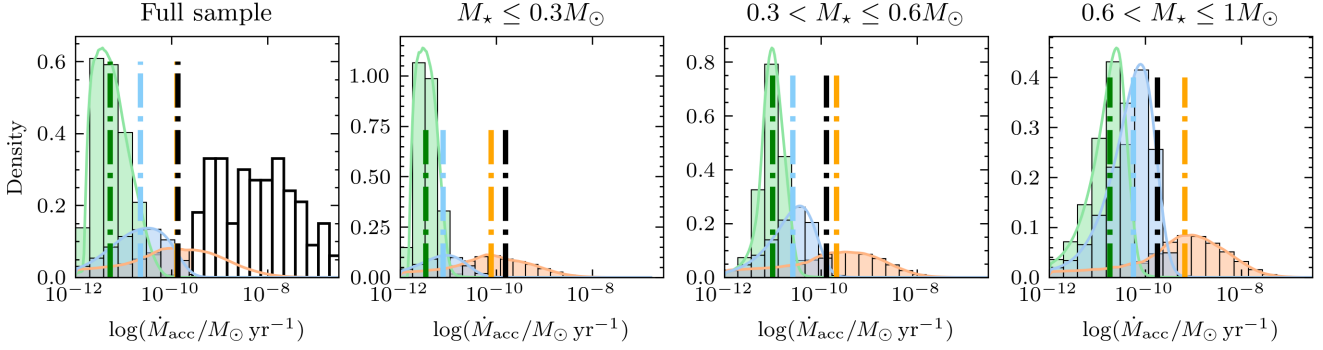 Full sample
M⋆ ≤ 0.3M⊙
0.3 < M⋆ ≤ 0.6M⊙
0.6 < M⋆ ≤ 1M⊙
Density
0.6
0.4
0.2
0.0
10⁻¹² 10⁻¹⁰ 10⁻⁸
log(Ṁacc/M⊙ yr⁻¹)
1.00
0.75
0.50
0.25
0.00
10⁻¹² 10⁻¹⁰ 10⁻⁸
log(Ṁacc/M⊙ yr⁻¹)
0.8
0.6
0.4
0.2
0.0
10⁻¹² 10⁻¹⁰ 10⁻⁸
log(Ṁacc/M⊙ yr⁻¹)
0.4
0.3
0.2
0.1
0.0
10⁻¹² 10⁻¹⁰ 10⁻⁸
log(Ṁacc/M⊙ yr⁻¹)